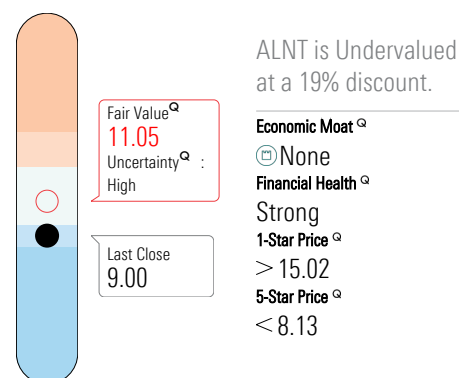 Fair Value Q
11.05
Uncertainty Q :
High
Last Close
9.00
ALNT is Undervalued
at a 19% discount.
Economic Moat Q
None
Financial Health Q
Strong
1-Star Price Q
> 15.02
5-Star Price Q
< 8.13